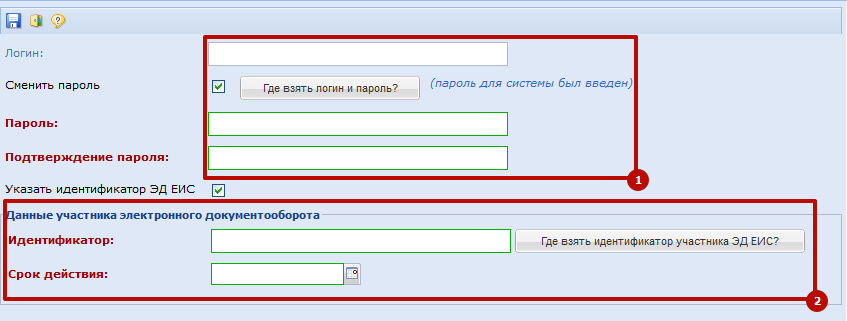 Логин:
Сменить пароль Где взять логин и пароль? (пароль для системы был введен)
Пароль:
Подтверждение пароля:
1
Указать идентификатор ЭД ЕИС
Данные участника электронного документооборота
Идентификатор: Где взять идентификатор участника ЭД ЕИС?
Срок действия:
2